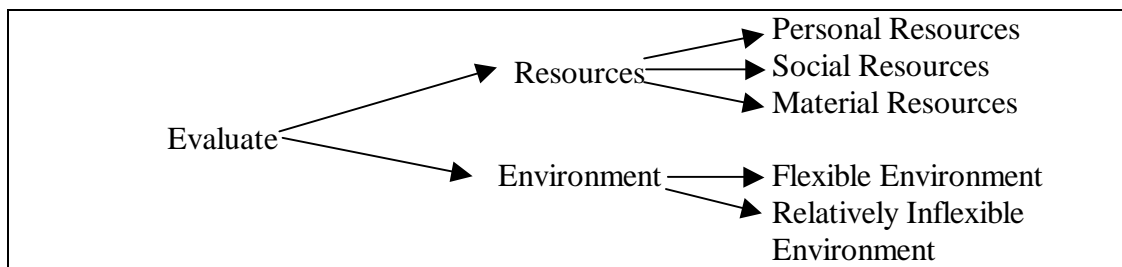 Personal Resources
Resources
Social Resources
Material Resources
Evaluate
Environment
Flexible Environment
Relatively Inflexible
Environment